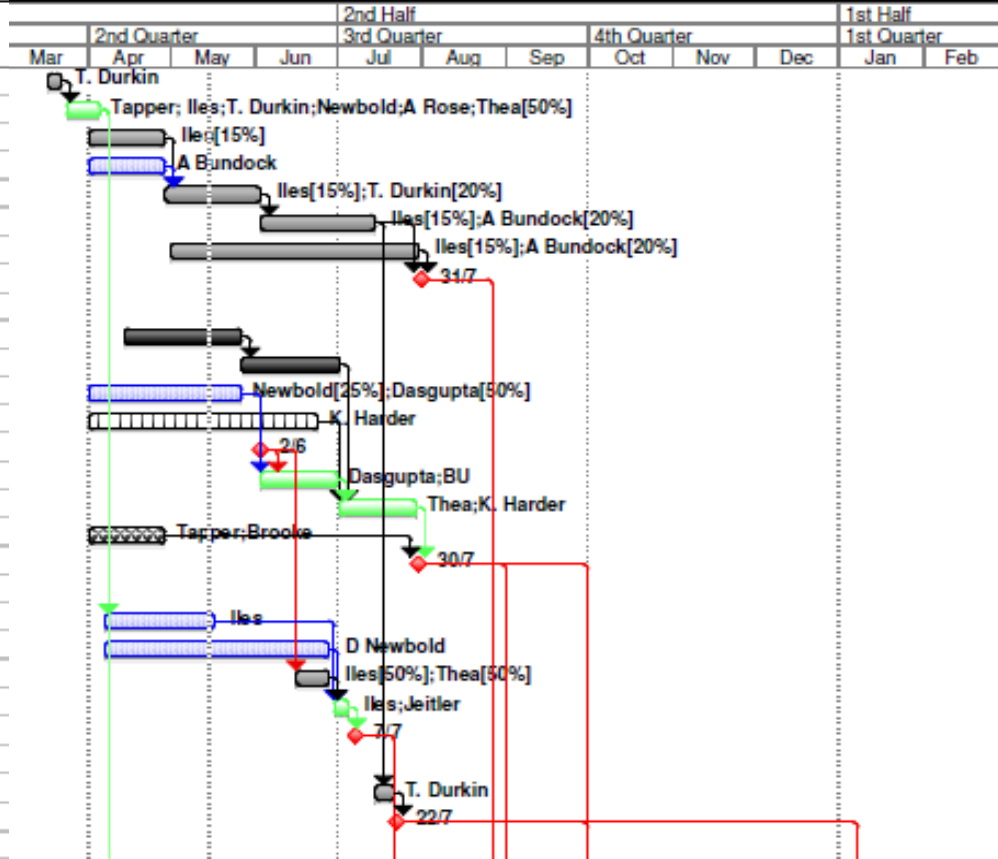 2nd Half 1st Half
2nd Quarter 3rd Quarter 4th Quarter 1st Quarter
Mar Apr May Jun Jul Aug Sep Oct Nov Dec Jan Feb
T. Durkin
Tapper; Iles;T. Durkin;Newbold;A Rose;Thea[50%]
Iles[15%]
A Bundock
Iles[15%];T. Durkin[20%]
Iles[15%];A Bundock[20%]
Iles[15%];A Bundock[20%]
31/7
Newbold[25%];Dasgupta[50%]
K. Harder
2/6
Dasgupta;BU
Thea;K. Harder
Tapper;Brooke
30/7
Iles
D Newbold
Iles[50%];Thea[50%]
Iles;Jeitler
7/7
T. Durkin
22/7